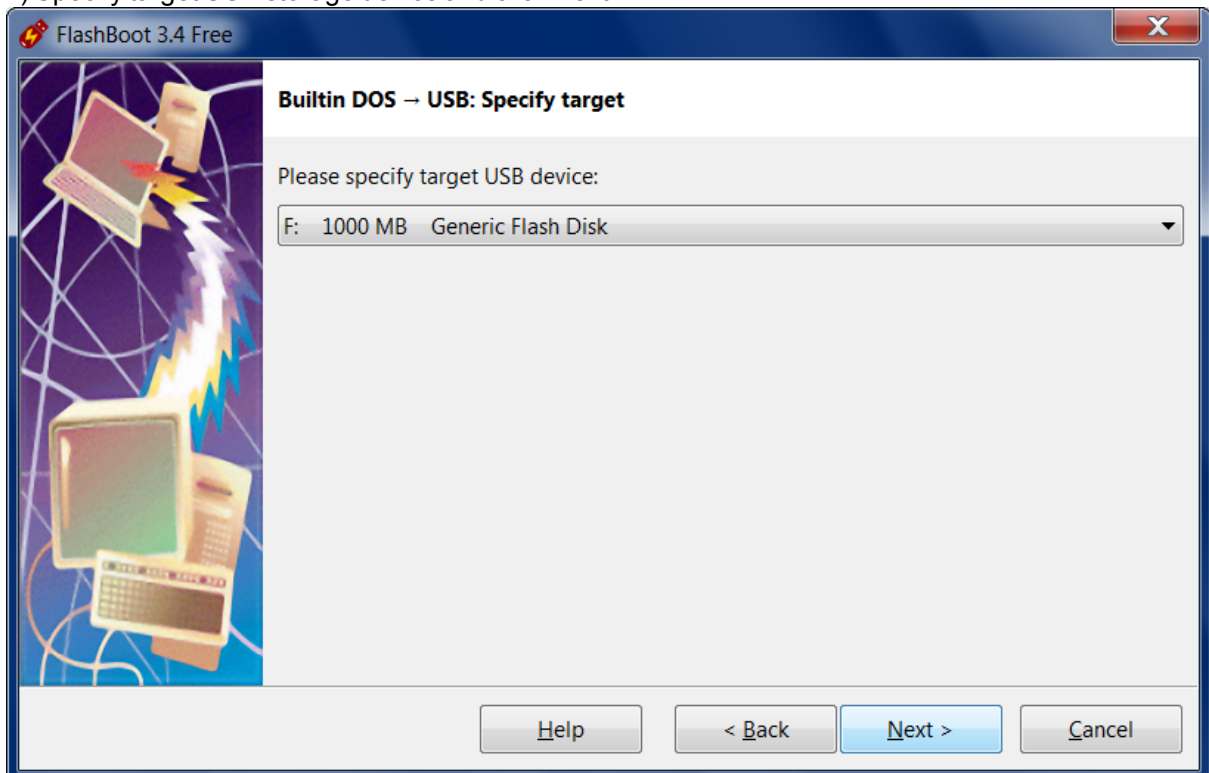 FlashBoot 3.4 Free
Builtin DOS → USB: Specify target
Please specify target USB device:
F: 1000 MB Generic Flash Disk
Help < Back Next > Cancel